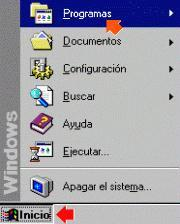 Programas
Documentos
Configuración
Buscar
Ayuda
Ejecutar...
Apagar el sistema...
Windows
Inicio